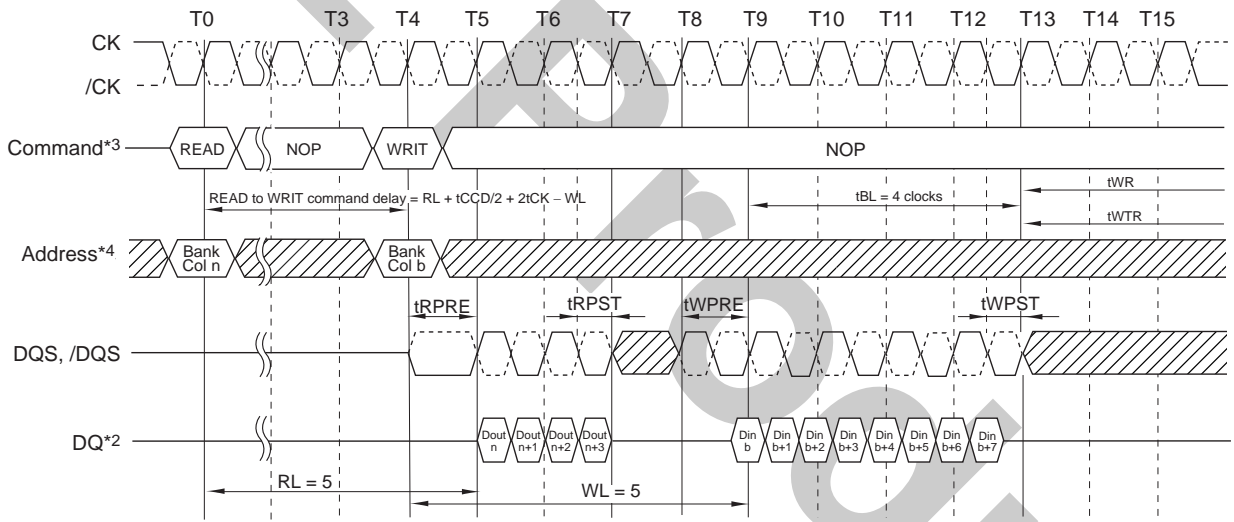 T0 T3 T4 T5 T6 T7 T8 T9 T10 T11 T12 T13 T14 T15
CK
/CK
Command*3 READ NOP WRIT NOP
READ to WRIT command delay = RL + tCCD/2 + 2tCK – WL
tBL = 4 clocks
tWR
tWTR
Address*4
Bank
Col n
Bank
Col b
tRPRE tRPST tWPRE tWPST
DQS, /DQS
DQ*2
Dout
n
Dout
n+1
Dout
n+2
Dout
n+3
Din
b
Din
b+1
Din
b+2
Din
b+3
Din
b+4
Din
b+5
Din
b+6
Din
b+7
RL = 5
WL = 5